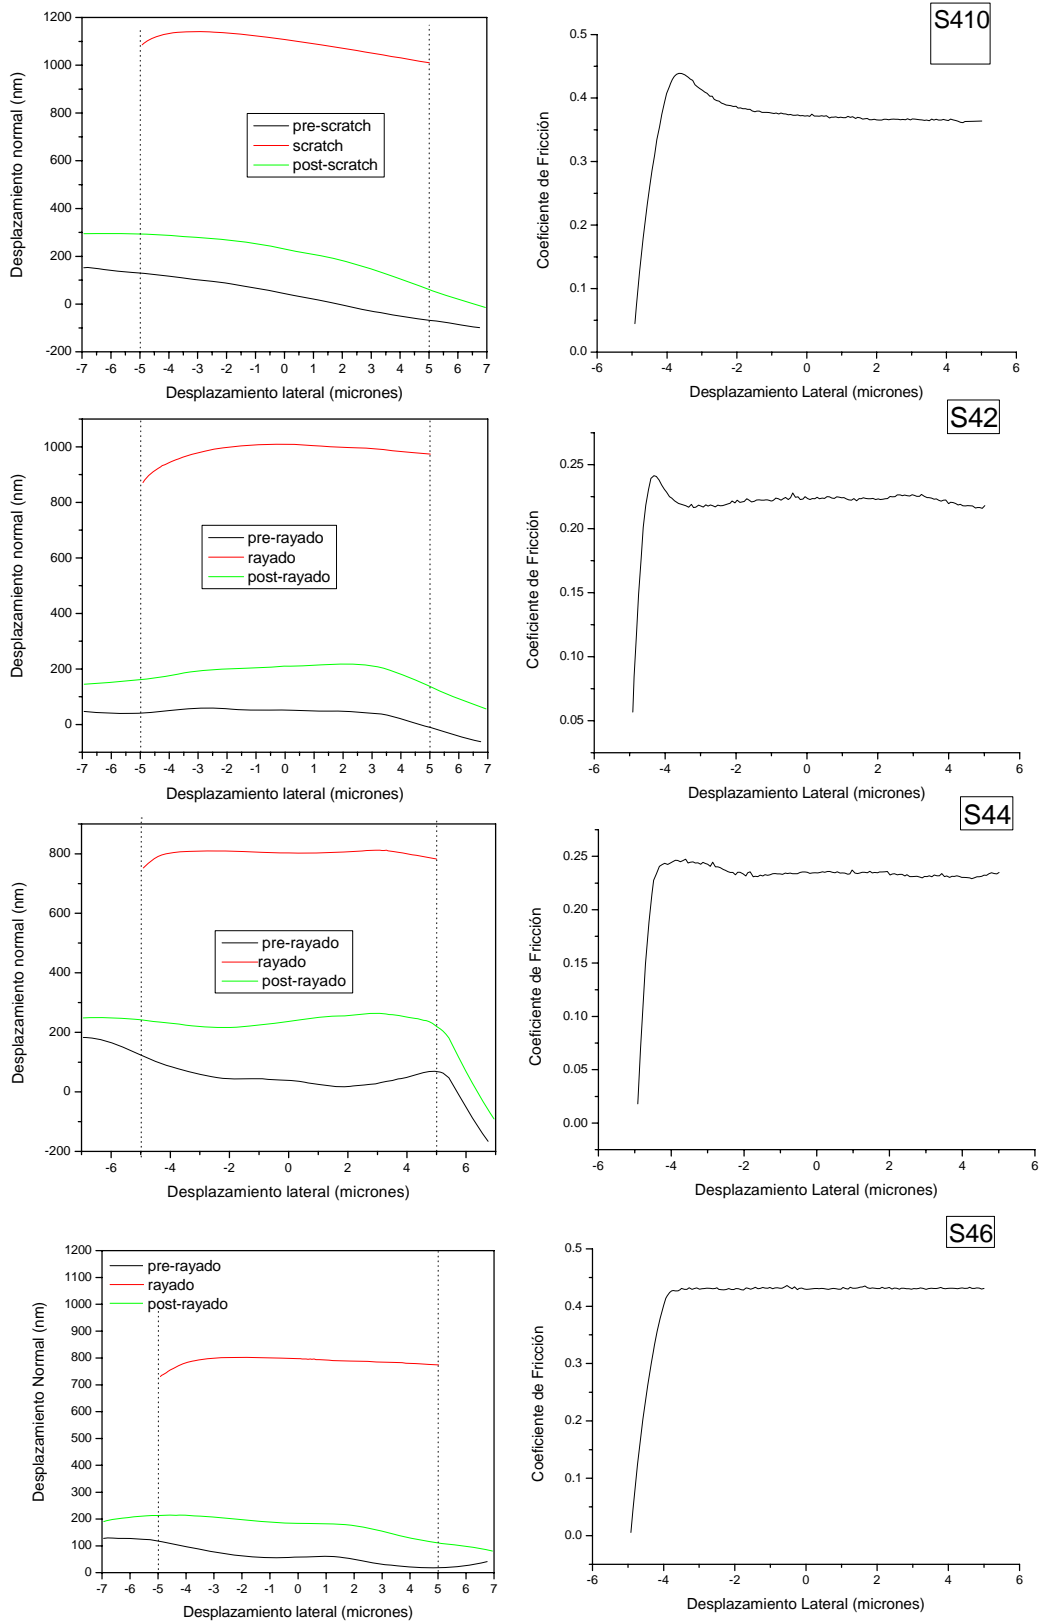 S410
1200
1000
800
600
400
200
0
-200
Desplazamiento normal (nm)
pre-scratch
scratch
post-scratch
-7 -6 -5 -4 -3 -2 -1 0 1 2 3 4 5 6 7
Desplazamiento lateral (micrones)
0.5
0.4
0.3
0.2
0.1
0.0
Coeficiente de Fricción
-6 -4 -2 0 2 4 6
Desplazamiento Lateral (micrones)
S42
1000
800
600
400
200
0
Desplazamiento normal (nm)
pre-rayado
rayado
post-rayado
-7 -6 -5 -4 -3 -2 -1 0 1 2 3 4 5 6 7
Desplazamiento lateral (micrones)
0.25
0.20
0.15
0.10
0.05
Coeficiente de Fricción
-6 -4 -2 0 2 4 6
Desplazamiento Lateral (micrones)
S44
800
600
400
200
0
-200
Desplazamiento normal (nm)
pre-rayado
rayado
post-rayado
-6 -4 -2 0 2 4 6
Desplazamiento lateral (micrones)
0.25
0.20
0.15
0.10
0.05
0.00
Coeficiente de Fricción
-6 -4 -2 0 2 4 6
Desplazamiento Lateral (micrones)
S46
1200
1100
1000
900
800
700
600
500
400
300
200
100
0
Desplazamiento Normal (nm)
pre-rayado
rayado
post-rayado
-7 -6 -5 -4 -3 -2 -1 0 1 2 3 4 5 6 7
Desplazamiento lateral (micrones)
0.5
0.4
0.3
0.2
0.1
0.0
Coeficiente de Fricción
-6 -4 -2 0 2 4 6
Desplazamiento Lateral (micrones)